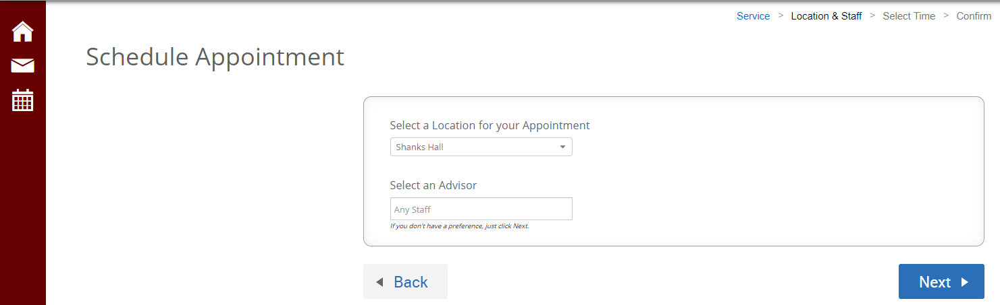 Service > Location & Staff > Select Time > Confirm
Schedule Appointment
Select a Location for your Appointment
Shanks Hall
Select an Advisor
Any Staff
If you don't have a preference, just click Next.
Back
Next